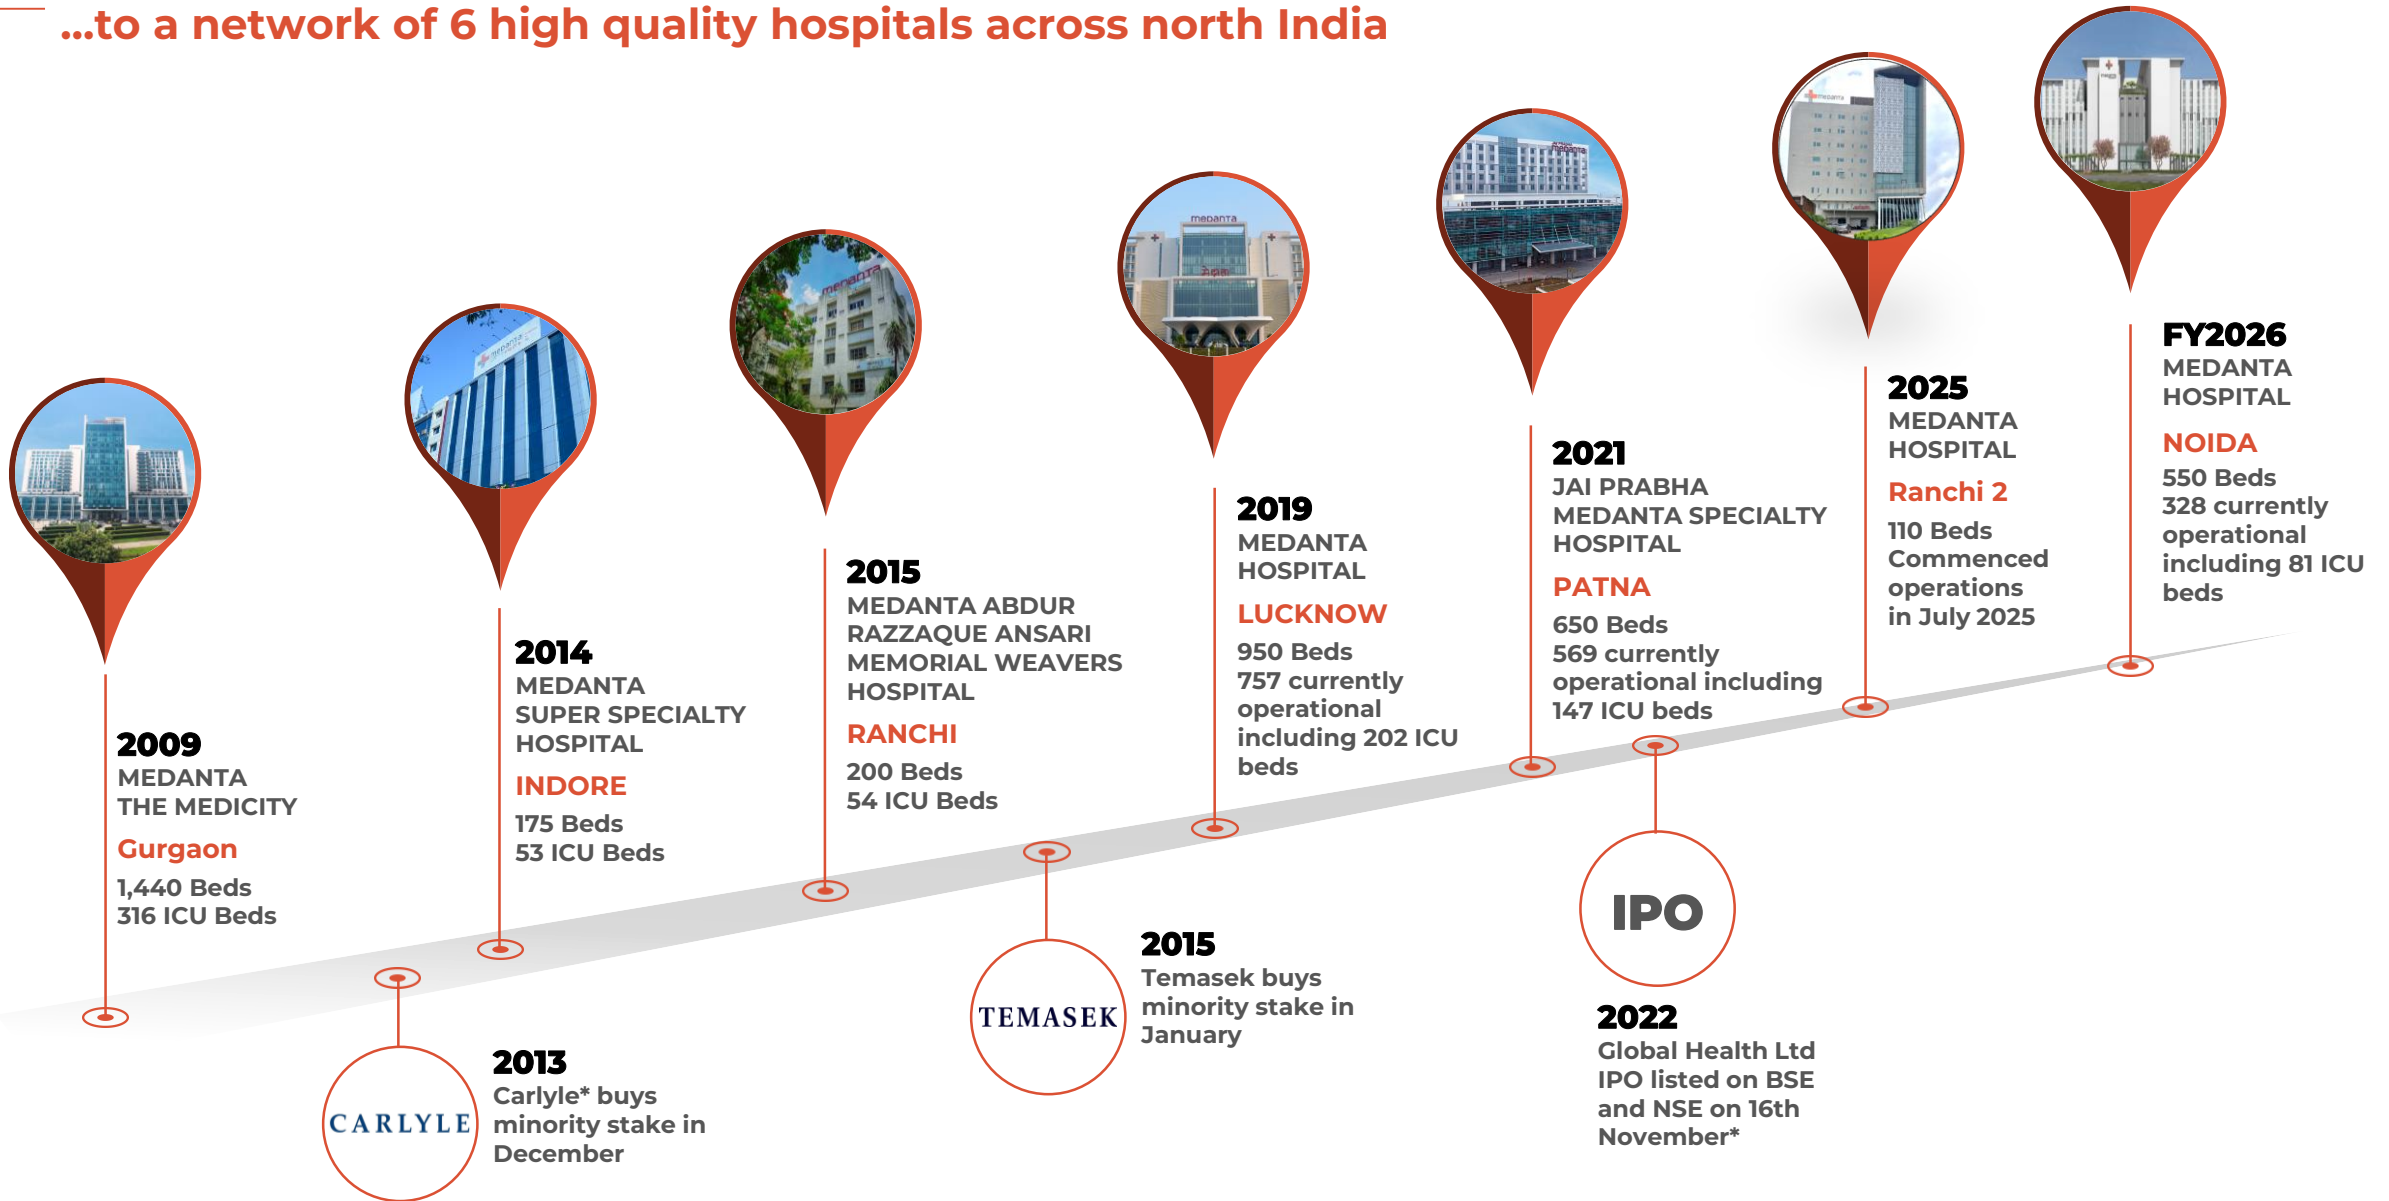 ...to a network of 6 high quality hospitals across north India
2009
MEDANTA
THE MEDICITY
Gurgaon
1,440 Beds
316 ICU Beds
CARLYLE
2013
Carlyle* buys
minority stake in
December
2014
MEDANTA
SUPER SPECIALTY
HOSPITAL
INDORE
175 Beds
53 ICU Beds
medanta
2015
MEDANTA ABDUR
RAZZAQUE ANSARI
MEMORIAL WEAVERS
HOSPITAL
RANCHI
200 Beds
54 ICU Beds
medanta
TEMASEK
2015
Temasek buys
minority stake in
January
medanta
2019
MEDANTA
HOSPITAL
LUCKNOW
950 Beds
757 currently
operational
including 202 ICU
beds
medanta
2021
JAI PRABHA
MEDANTA SPECIALTY
HOSPITAL
PATNA
650 Beds
569 currently
operational including
147 ICU beds
IPO
2022
Global Health Ltd
IPO listed on BSE
and NSE on 16th
November*
medanta
2025
MEDANTA
HOSPITAL
Ranchi 2
110 Beds
Commenced
operations
in July 2025
FY2026
MEDANTA
HOSPITAL
NOIDA
550 Beds
328 currently
operational
including 81 ICU
beds